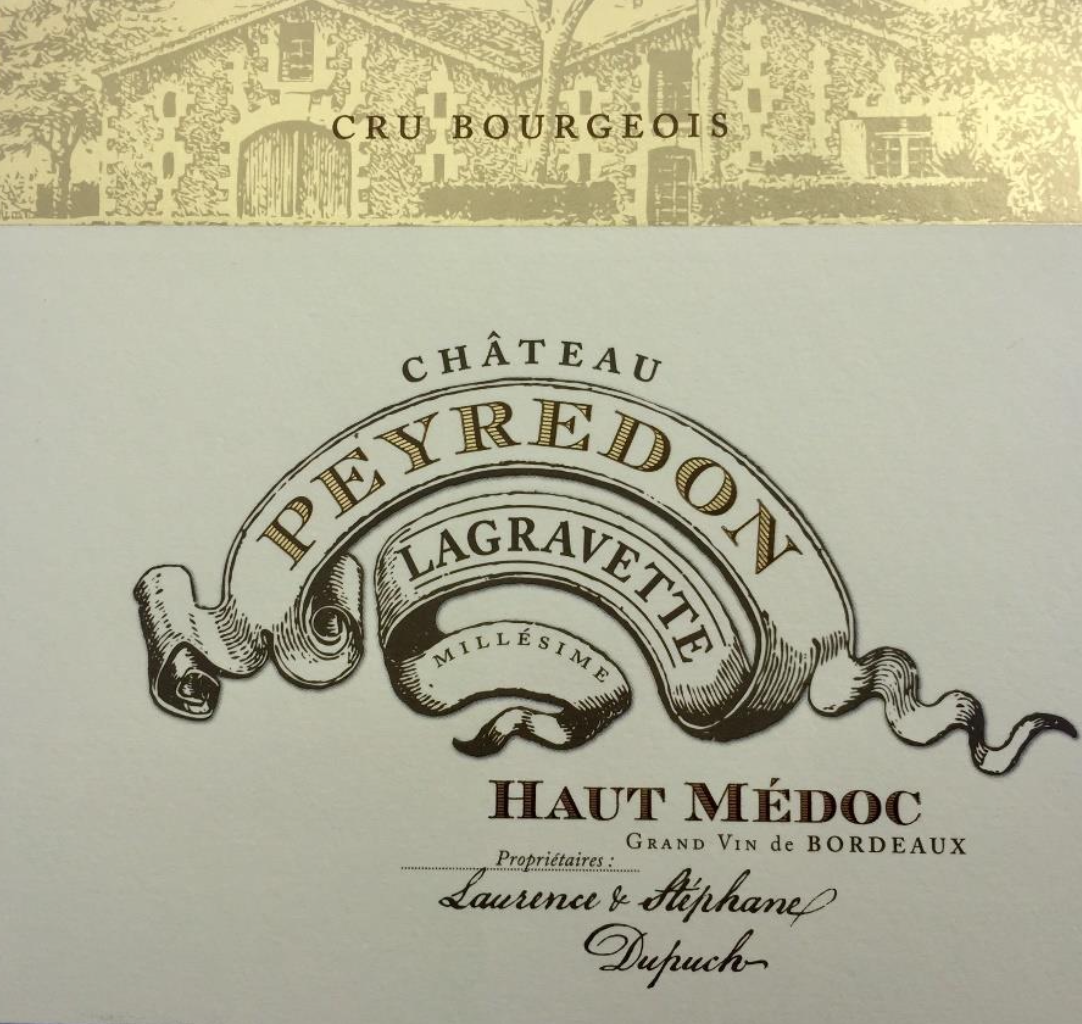 CRU BOURGEOIS
CHÂTEAU
PEYREDON
LAGRAVETTE
MILLÉSIME
HAUT MÉDOC
GRAND VIN de BORDEAUX
Propriétaires :
Laurence & Stéphane
Dupuch